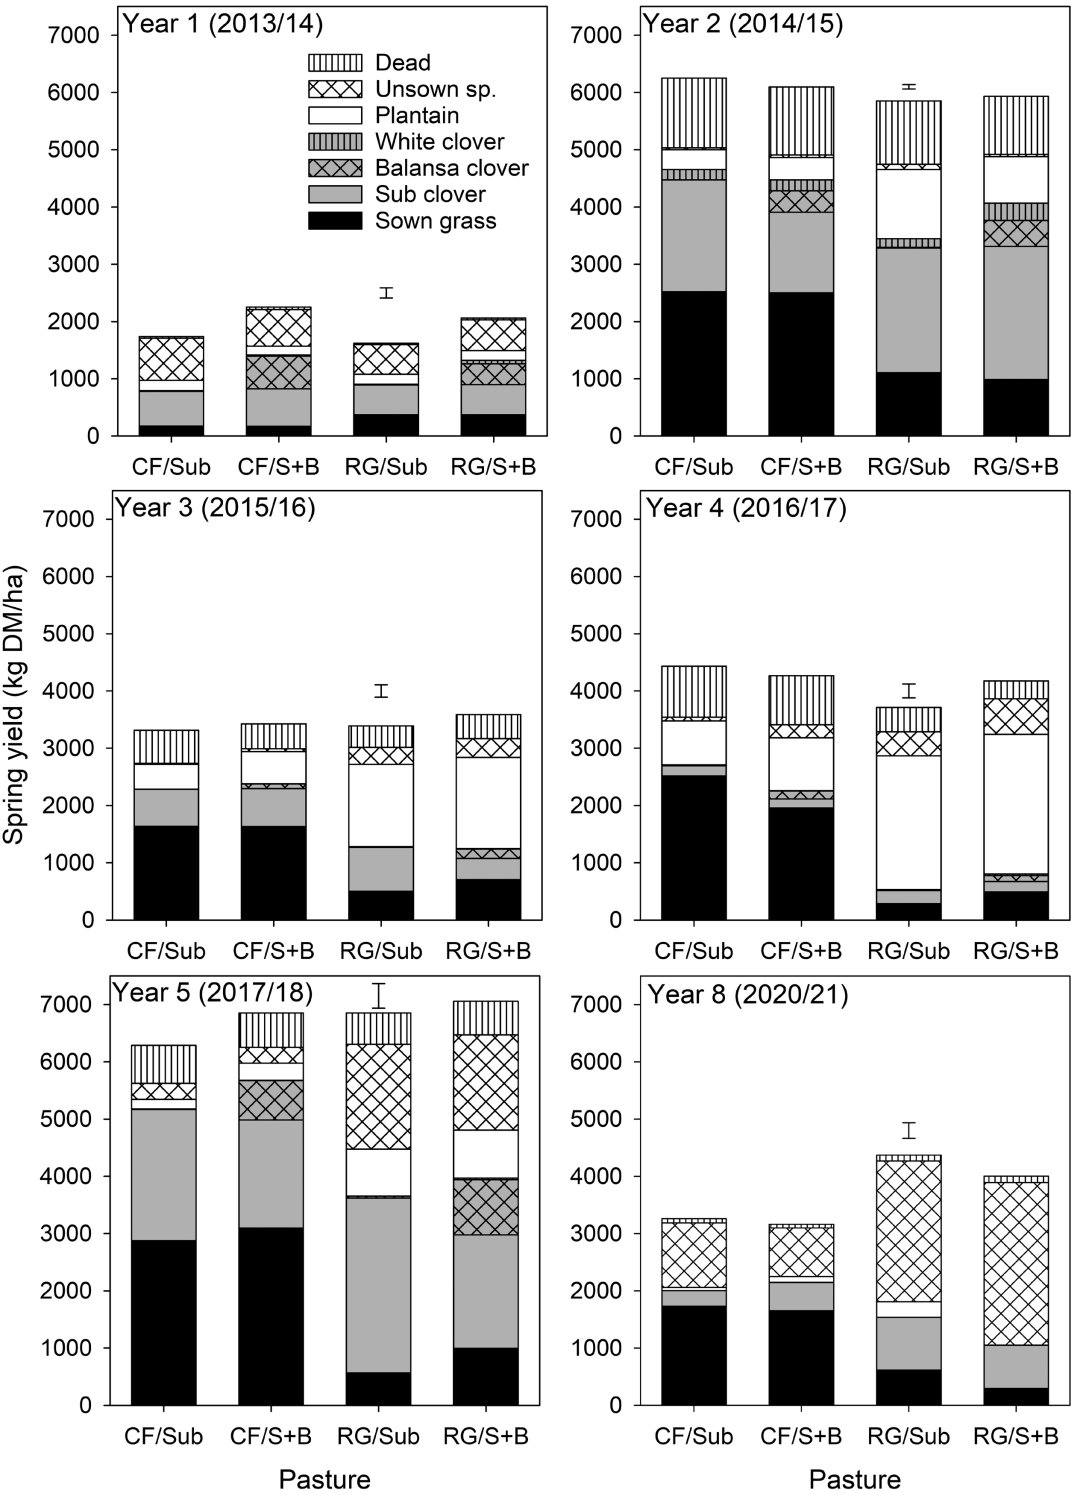 Year 1 (2013/14)
7000
6000
5000
4000
3000
2000
1000
0
Dead
Unsown sp.
Plantain
White clover
Balansa clover
Sub clover
Sown grass
CF/Sub CF/S+B RG/Sub RG/S+B
Year 2 (2014/15)
7000
6000
5000
4000
3000
2000
1000
0
CF/Sub CF/S+B RG/Sub RG/S+B
Spring yield (kg DM/ha)
Year 3 (2015/16)
7000
6000
5000
4000
3000
2000
1000
0
CF/Sub CF/S+B RG/Sub RG/S+B
Year 4 (2016/17)
7000
6000
5000
4000
3000
2000
1000
0
CF/Sub CF/S+B RG/Sub RG/S+B
Year 5 (2017/18)
7000
6000
5000
4000
3000
2000
1000
0
CF/Sub CF/S+B RG/Sub RG/S+B
Pasture
Year 8 (2020/21)
7000
6000
5000
4000
3000
2000
1000
0
CF/Sub CF/S+B RG/Sub RG/S+B
Pasture